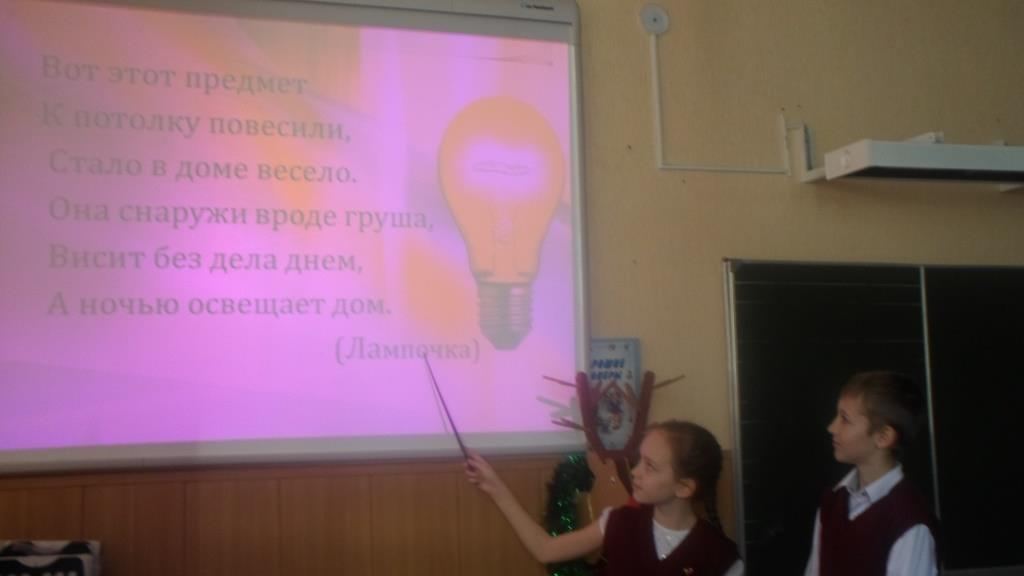 Вот этот предмет
К потолку повесили,
Стало в доме весело.
Она снаружи вроде груша,
Висит без дела днем,
А ночью освещает дом.
(Лампочка)